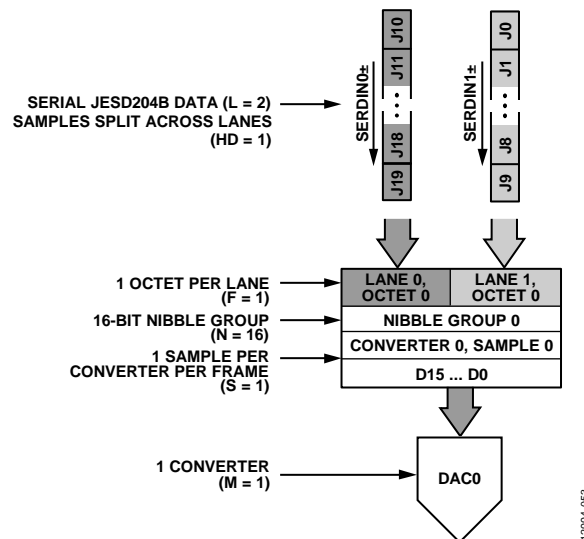 J10
J11
J18
J19
SERDIN0±
J0
J1
J8
J9
SERDIN1±
SERIAL JESD204B DATA (L = 2)
SAMPLES SPLIT ACROSS LANES
(HD = 1)
1 OCTET PER LANE
(F = 1)
LANE 0,
OCTET 0
LANE 1,
OCTET 0
16-BIT NIBBLE GROUP
(N = 16)
NIBBLE GROUP 0
1 SAMPLE PER
CONVERTER PER FRAME
(S = 1)
CONVERTER 0, SAMPLE 0
D15 ... D0
1 CONVERTER
(M = 1)
DAC0